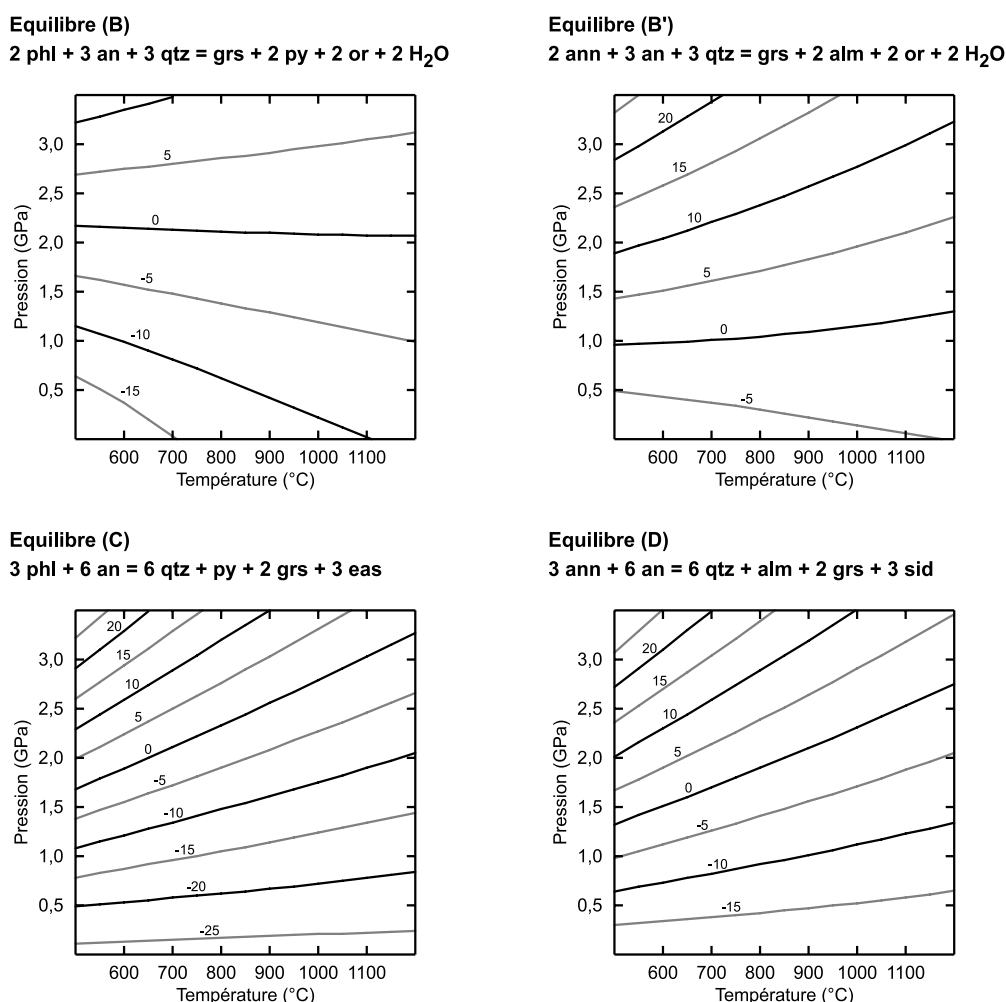 Equilibre (B)
2 phl + 3 an + 3 qtz = grs + 2 py + 2 or + 2 H2O
3,0
2,5
2,0
1,5
1,0
0,5
Pression (GPa)
5
0
-5
-10
-15
600 700 800 900 1000 1100
Température (°C)
Equilibre (B')
2 ann + 3 an + 3 qtz = grs + 2 alm + 2 or + 2 H2O
3,0
2,5
2,0
1,5
1,0
0,5
Pression (GPa)
20
15
10
5
0
-5
600 700 800 900 1000 1100
Température (°C)
Equilibre (C)
3 phl + 6 an = 6 qtz + py + 2 grs + 3 eas
3,0
2,5
2,0
1,5
1,0
0,5
Pression (GPa)
20
15
10
5
0
-5
-10
-15
-20
-25
600 700 800 900 1000 1100
Température (°C)
Equilibre (D)
3 ann + 6 an = 6 qtz + alm + 2 grs + 3 sid
3,0
2,5
2,0
1,5
1,0
0,5
Pression (GPa)
20
15
10
5
0
-5
-10
-15
600 700 800 900 1000 1100
Température (°C)